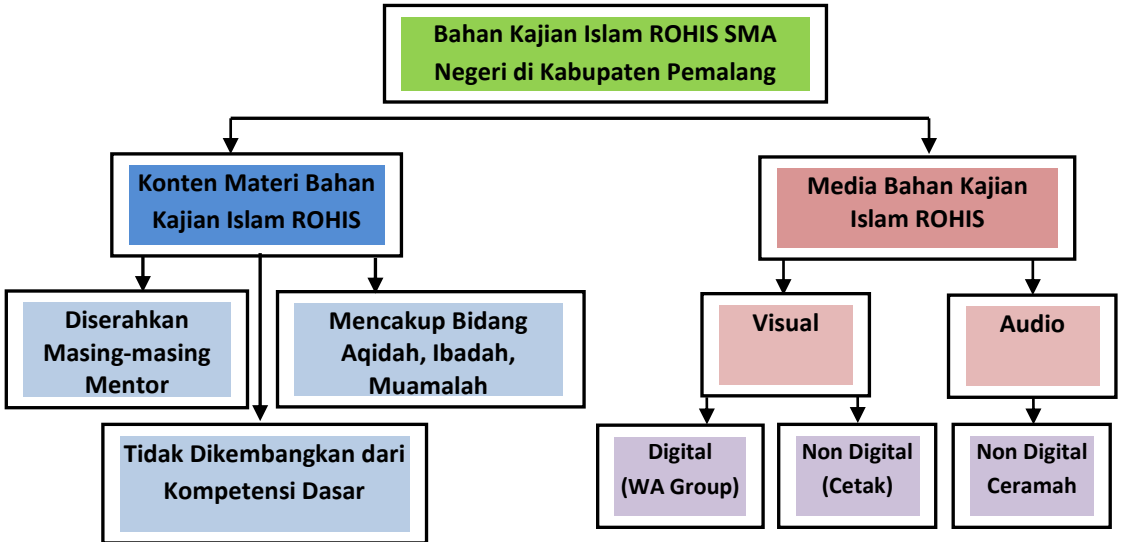 Bahan Kajian Islam ROHIS SMA
Negeri di Kabupaten Pemalang
Konten Materi Bahan
Kajian Islam ROHIS
Media Bahan Kajian
Islam ROHIS
Diserahkan
Masing-masing
Mentor
Mencakup Bidang
Aqidah, Ibadah,
Muamalah
Visual
Audio
Tidak Dikembangkan dari
Kompetensi Dasar
Digital
(WA Group)
Non Digital
(Cetak)
Non Digital
Ceramah